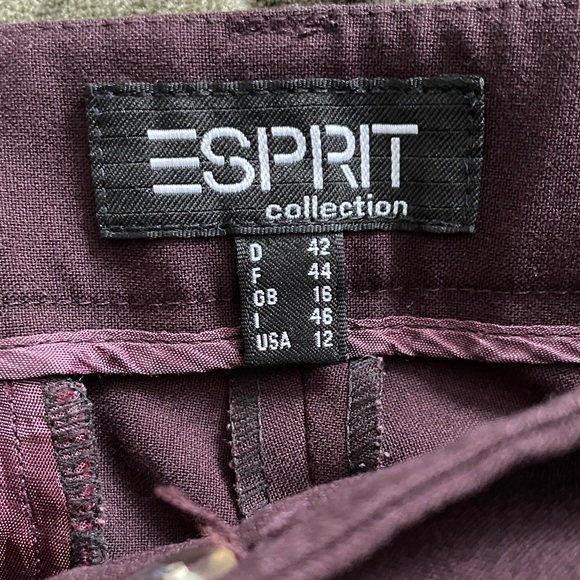 ESPRIT
collection
D 42
F 44
GB 16
I 46
USA 12